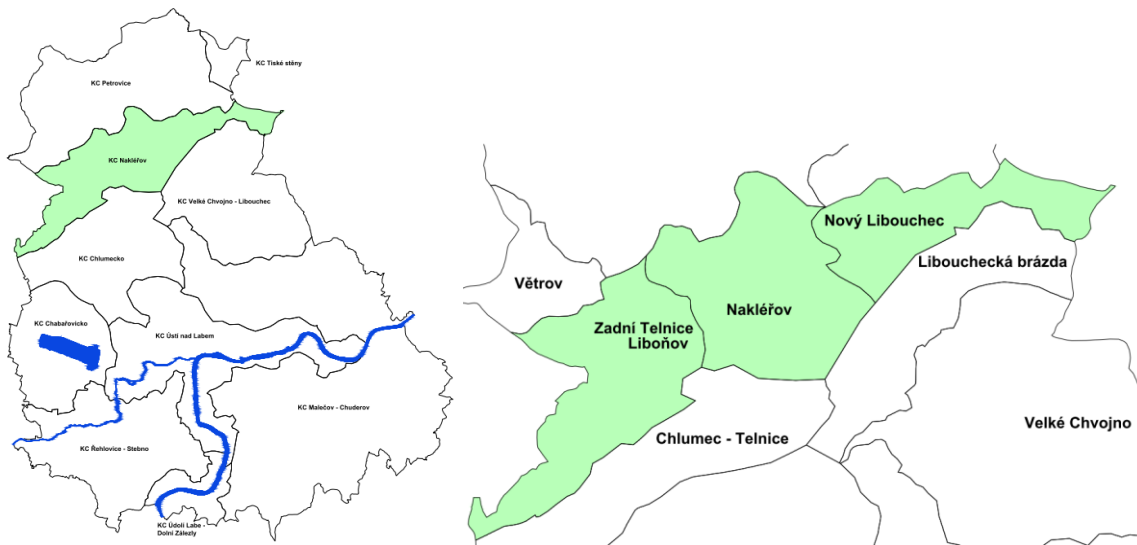 KC Tiské stěny
KC Petrovice
KC Nakléřov
KC Velké Chvojno - Libouchec
KC Chlumecko
KC Chabařovicko
KC Ústí nad Labem
KC Malečov - Chuderov
KC Řehlovice - Stebno
KC Údolí Labe -
Dolní Zálezly
Nový Libouchec
Libouchecká brázda
Větrov
Nakléřov
Zadní Telnice
Liboňov
Velké Chvojno
Chlumec - Telnice